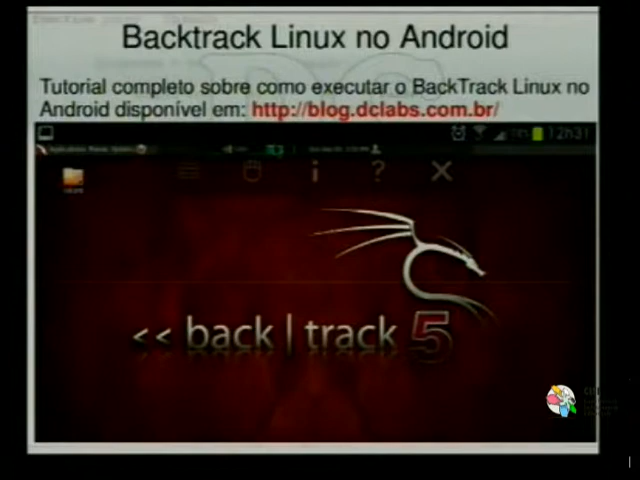 Backtrack Linux no Android
Tutorial completo sobre como executar o BackTrack Linux no
Android disponível em: http://blog.dclabs.com.br/
12h31
<< back | track 5